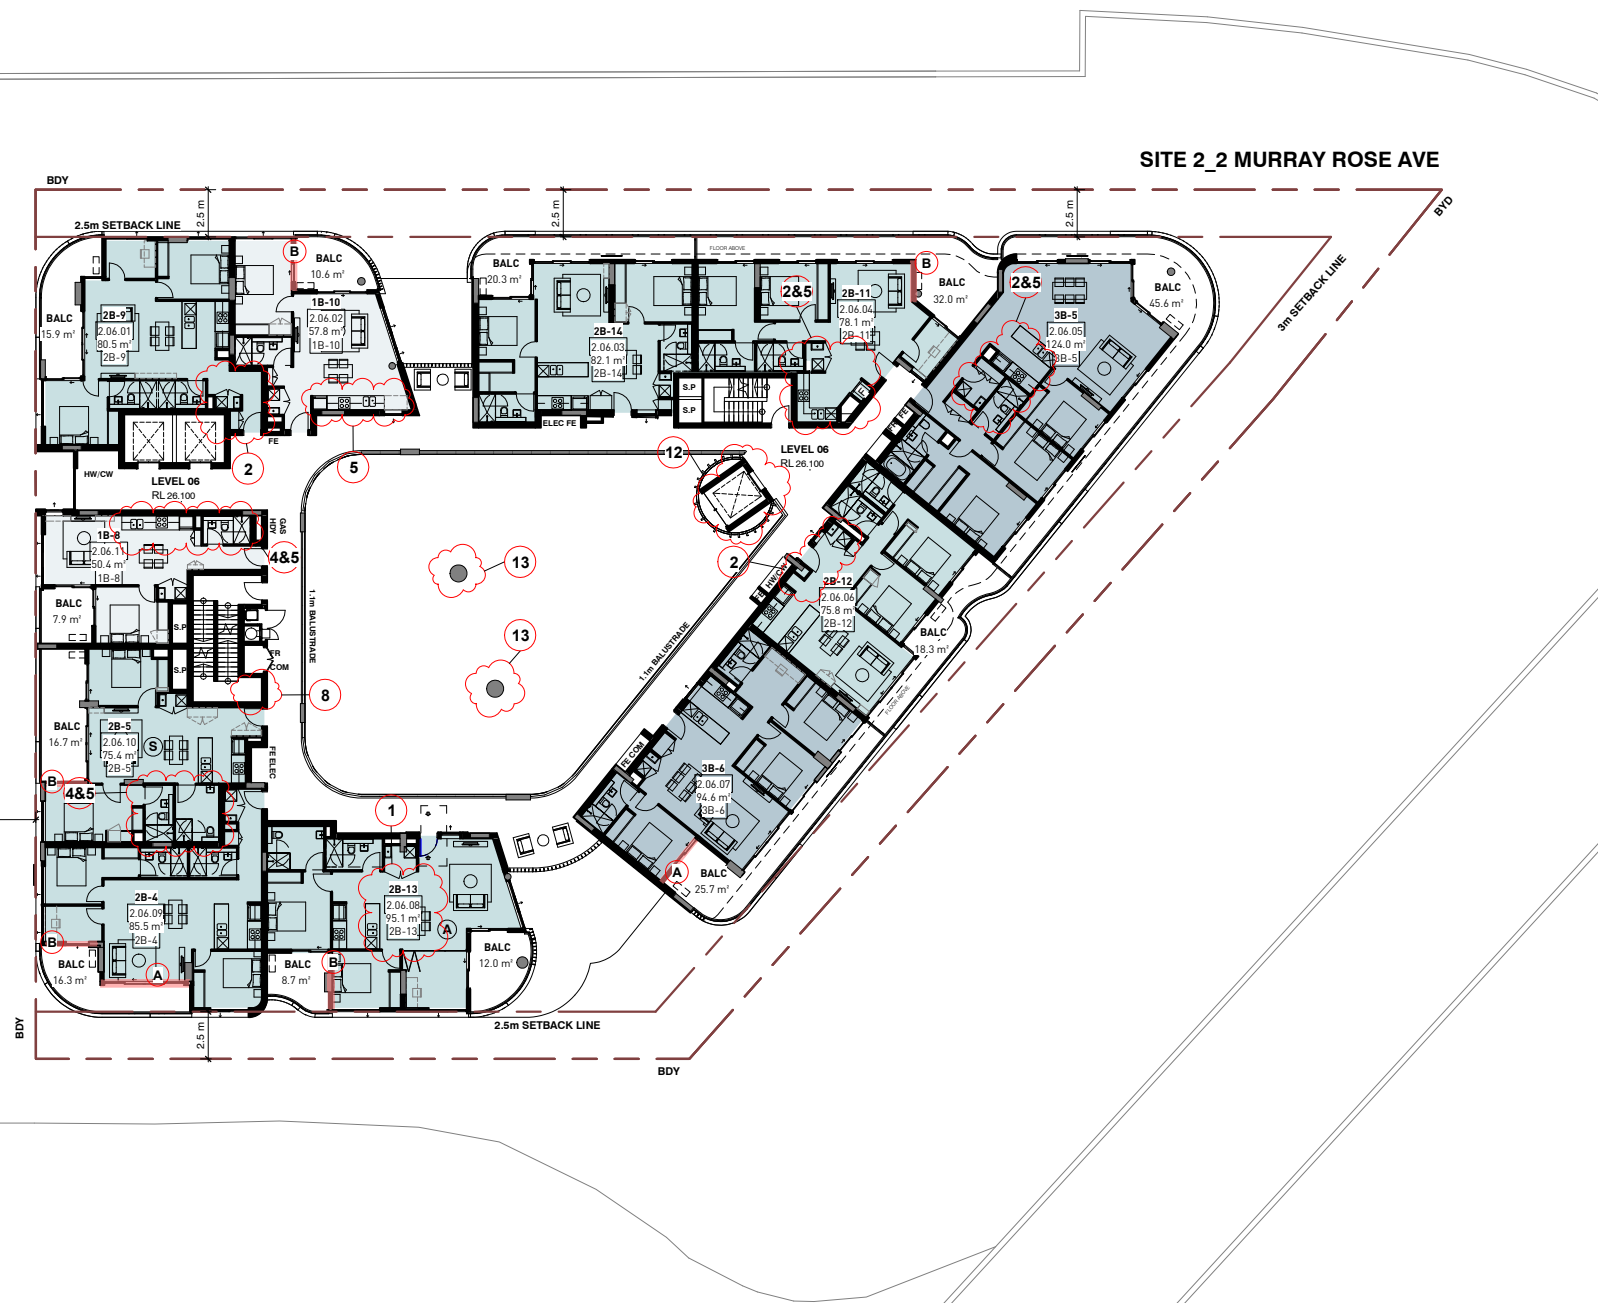 SITE 2_2 MURRAY ROSE AVE
BDY
BYD
2.5 m
2.5 m
2.5 m
2.5m SETBACK LINE
3m SETBACK LINE
FLOOR ABOVE
B
BALC
10.6 m²
1B-10
2.06.02
57.8 m²
1B-10
BALC
15.9 m²
2B-9
2.06.01
80.5 m²
2B-9
BALC
20.3 m²
2B-14
2.06.03
82.1 m²
2B-14
2&5
2B-11
2.06.04
78.1 m²
2B-11
B
BALC
32.0 m²
2&5
3B-5
2.06.05
124.0 m²
3B-5
BALC
45.6 m²
S.P
S.P
F
ELEC FE
FE
FR FE
HW/CW
2
5
12
LEVEL 06
RL 26.100
LEVEL 06
RL 26.100
GAS
HDY
4&5
1B-8
2.06.11
50.4 m²
1B-8
BALC
7.9 m²
S.P
S.P
FR
COM
8
13
13
1.1m BALUSTRADE
1.1m BALUSTRADE
2
HW/CW
FE
2B-12
2.06.06
75.8 m²
2B-12
BALC
18.3 m²
FLOOR ABOVE
BALC
16.7 m²
2B-5
2.06.10
75.4 m²
2B-5
S
FE ELEC
B
4&5
1
FE COM
3B-6
2.06.07
94.6 m²
3B-6
A
BALC
25.7 m²
2B-4
2.06.09
85.5 m²
2B-4
B
A
BALC
16.3 m²
2B-13
2.06.08
95.1 m²
2B-13
A
B
BALC
8.7 m²
BALC
12.0 m²
2.5m SETBACK LINE
2.5 m
BDY
BDY